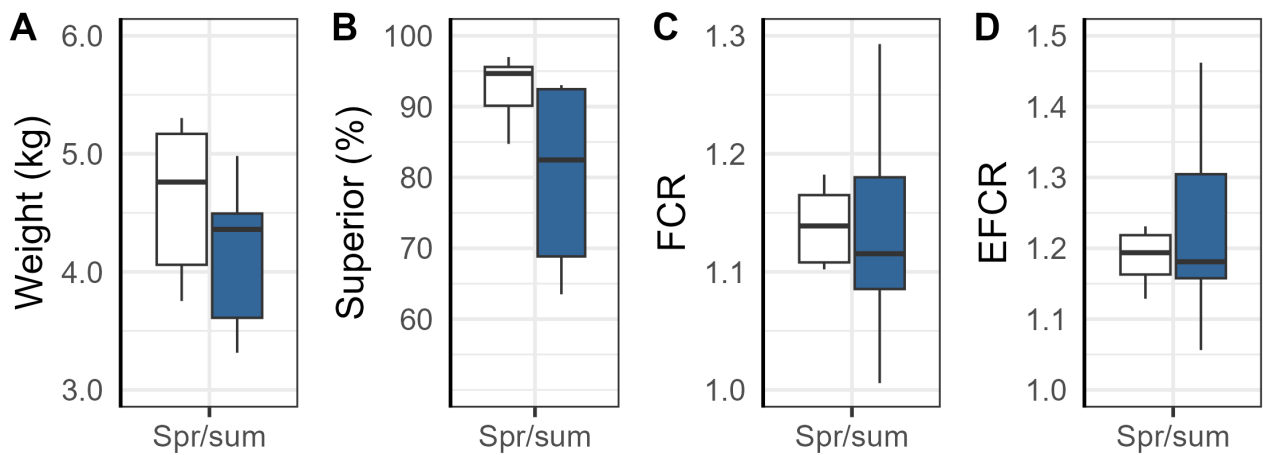 A
Weight (kg)
6.0
5.0
4.0
3.0
Spr/sum
B
Superior (%)
100
90
80
70
60
Spr/sum
C
FCR
1.3
1.2
1.1
1.0
Spr/sum
D
EFCR
1.5
1.4
1.3
1.2
1.1
1.0
Spr/sum